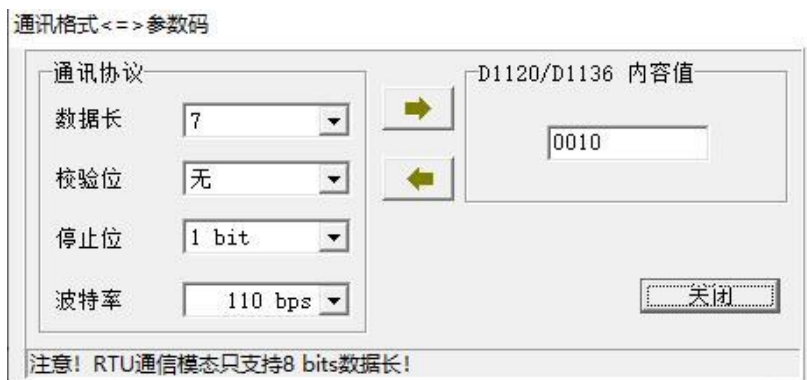 通讯格式<=>参数码
通讯协议
数据长 7
校验位 无
停止位 1 bit
波特率 110 bps
D1120/D1136 内容值
0010
关闭
注意! RTU通信模态只支持8 bits数据长!